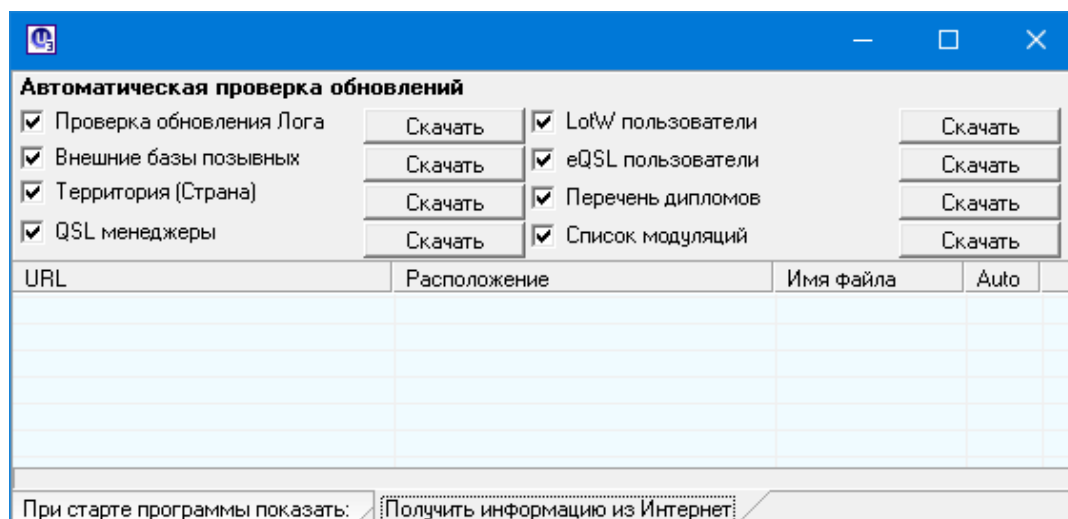 Автоматическая проверка обновлений
Проверка обновления Лога Скачать LotW пользователи Скачать
Внешние базы позывных Скачать eQSL пользователи Скачать
Территория (Страна) Скачать Перечень дипломов Скачать
QSL менеджеры Скачать Список модуляций Скачать
URL Расположение Имя файла Auto
При старте программы показать: Получить информацию из Интернет